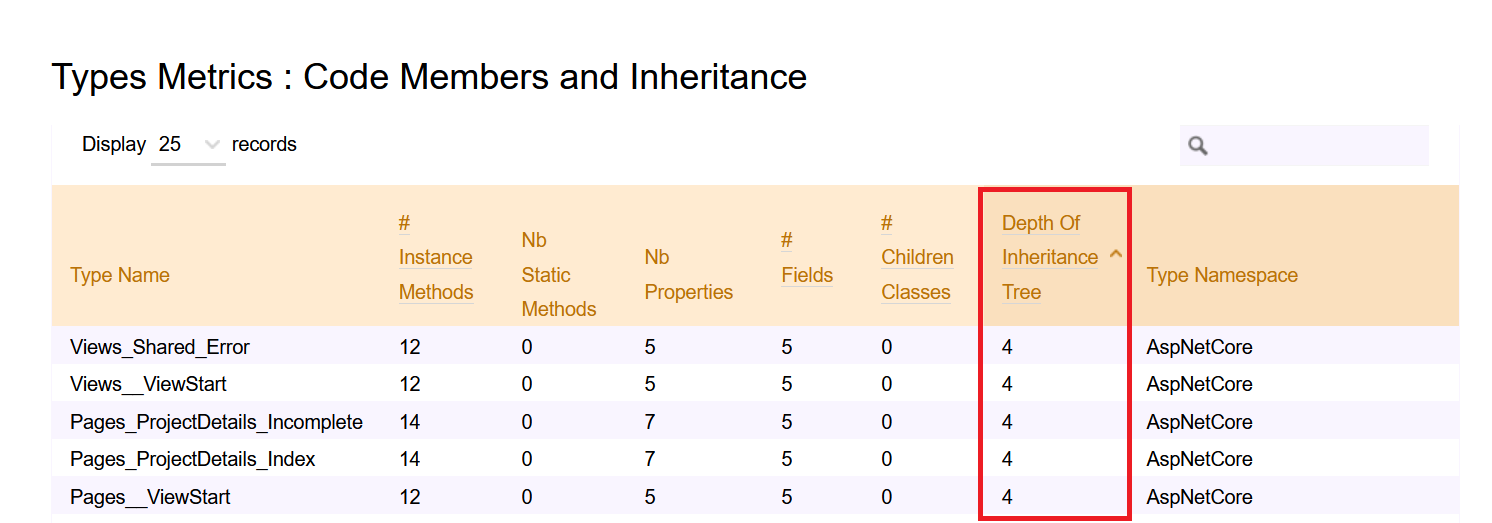 Types Metrics : Code Members and Inheritance
Display 25 records
Type Name # Instance Methods Nb Static Methods Nb Properties # Fields # Children Classes Depth Of Inheritance Tree Type Namespace
Views_Shared_Error 12 0 5 5 0 4 AspNetCore
Views__ViewStart 12 0 5 5 0 4 AspNetCore
Pages_ProjectDetails_Incomplete 14 0 7 5 0 4 AspNetCore
Pages_ProjectDetails_Index 14 0 7 5 0 4 AspNetCore
Pages__ViewStart 12 0 5 5 0 4 AspNetCore